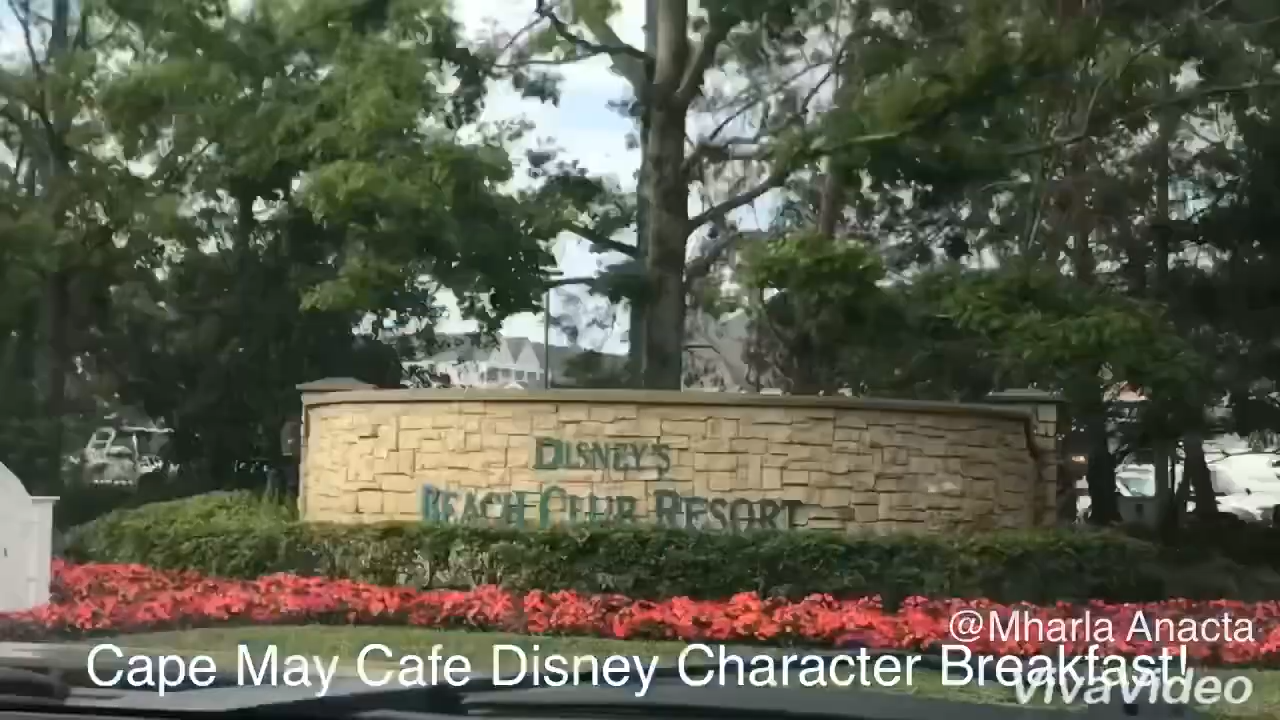 DISNEY'S
BEACH CLUB RESORT
@Mharla Anacta
Cape May Cafe Disney Character Breakfast!
VivaVideo